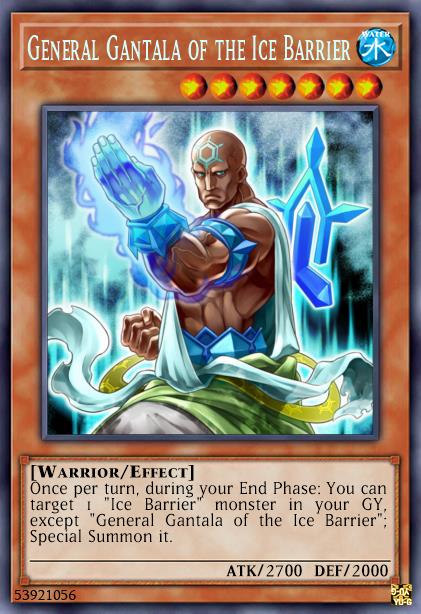 GENERAL GANTALA OF THE ICE BARRIER
WATER
水
[WARRIOR/EFFECT]
Once per turn, during your End Phase: You can
target 1 "Ice Barrier" monster in your GY,
except "General Gantala of the Ice Barrier";
Special Summon it.
ATK/2700 DEF/2000
53921056